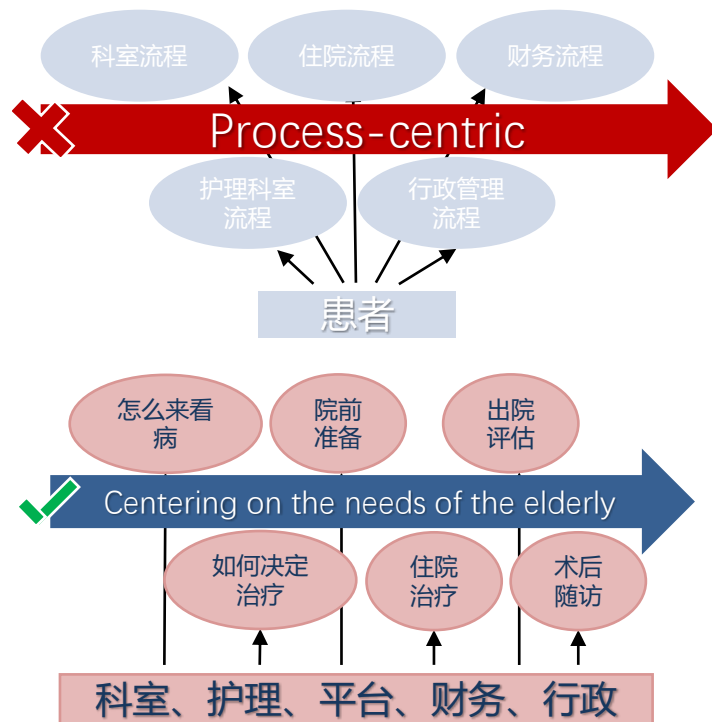 科室流程
住院流程
财务流程
Process-centric
护理科室
流程
行政管理
流程
患者
怎么来看
病
院前
准备
出院
评估
Centering on the needs of the elderly
如何决定
治疗
住院
治疗
术后
随访
科室、护理、平台、财务、行政